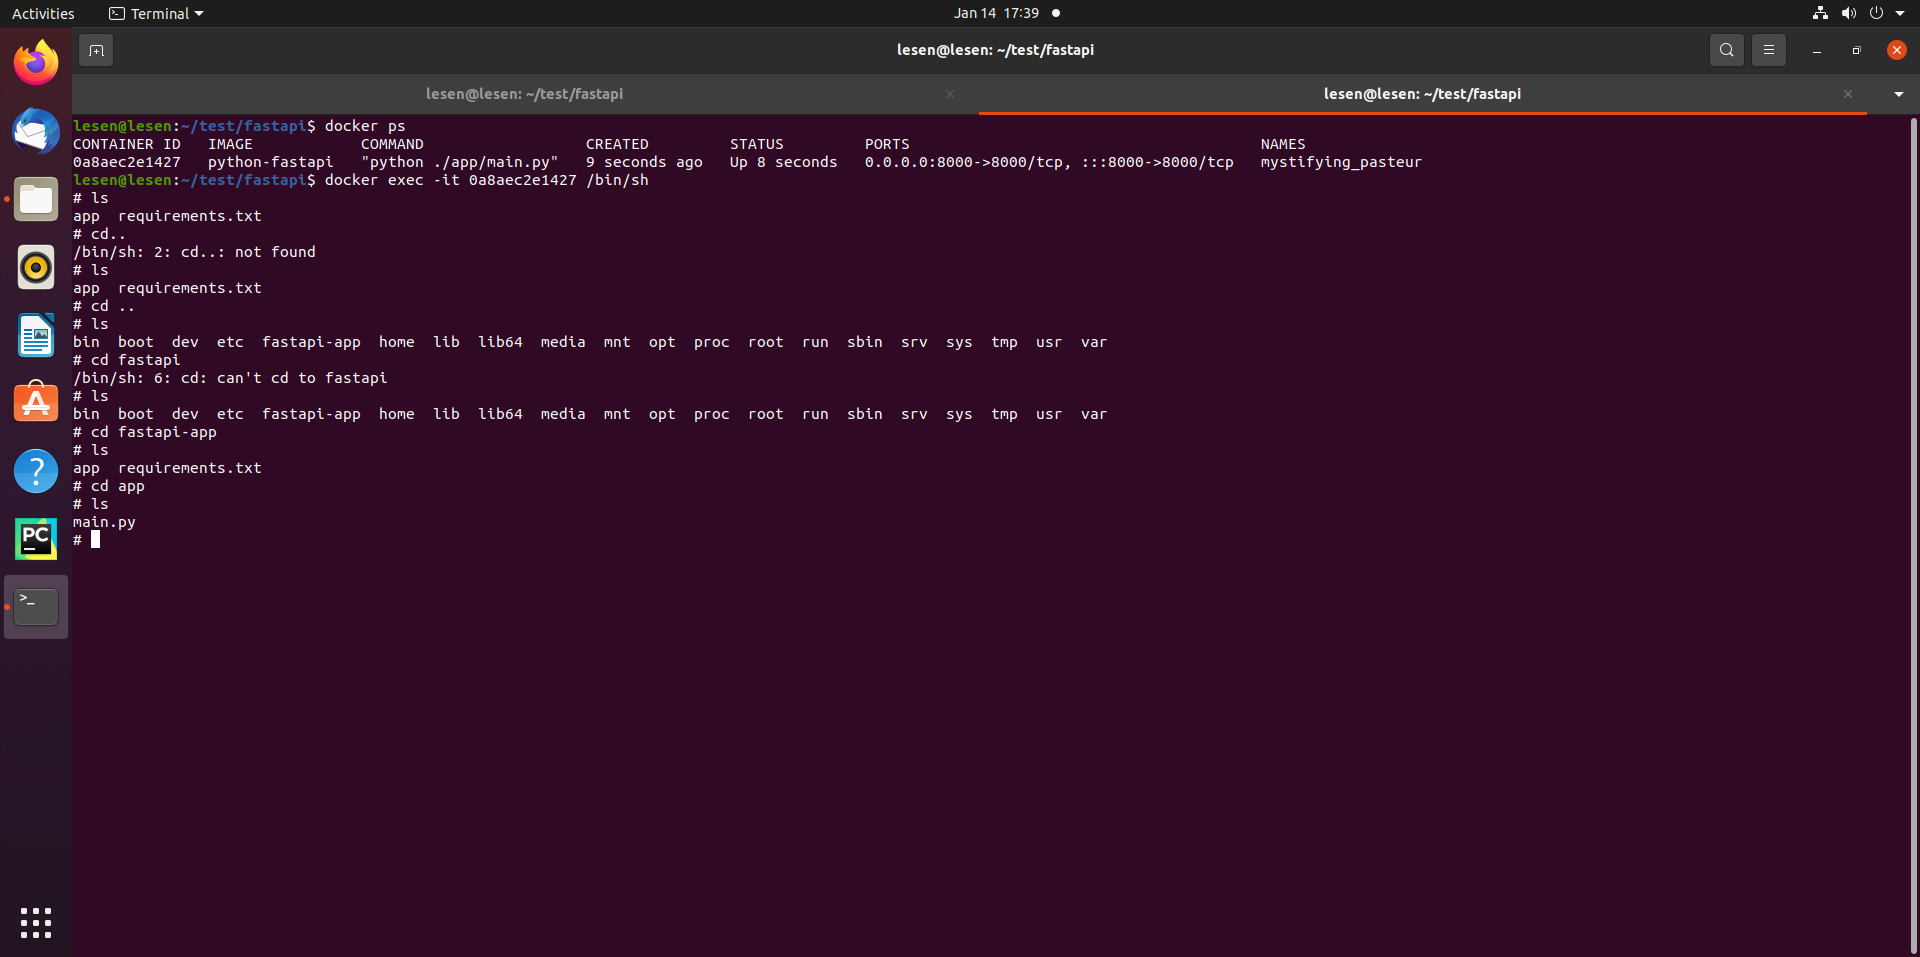 Activities Terminal Jan 14 17:39
lesen@lesen: ~/test/fastapi
lesen@lesen: ~/test/fastapi lesen@lesen: ~/test/fastapi
lesen@lesen:~/test/fastapi$ docker ps
CONTAINER ID   IMAGE            COMMAND                  CREATED         STATUS         PORTS                                       NAMES
0a8aec2e1427   python-fastapi   "python ./app/main.py"   9 seconds ago   Up 8 seconds   0.0.0.0:8000->8000/tcp, :::8000->8000/tcp   mystifying_pasteur
lesen@lesen:~/test/fastapi$ docker exec -it 0a8aec2e1427 /bin/sh
# ls
app  requirements.txt
# cd..
/bin/sh: 2: cd..: not found
# ls
app  requirements.txt
# cd ..
# ls
bin  boot  dev  etc  fastapi-app  home  lib  lib64  media  mnt  opt  proc  root  run  sbin  srv  sys  tmp  usr  var
# cd fastapi
/bin/sh: 6: cd: can't cd to fastapi
# ls
bin  boot  dev  etc  fastapi-app  home  lib  lib64  media  mnt  opt  proc  root  run  sbin  srv  sys  tmp  usr  var
# cd fastapi-app
# ls
app  requirements.txt
# cd app
# ls
main.py
#
PC
>_